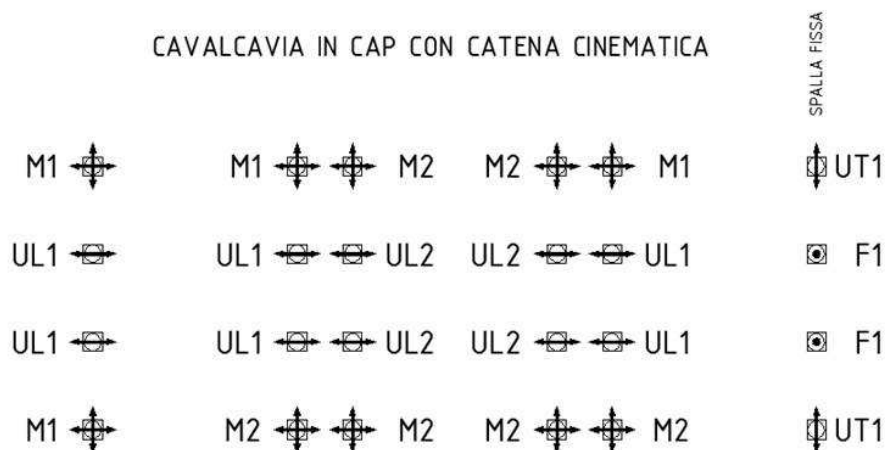 CAVALCAVIA IN CAP CON CATENA CINEMATICA
SPALLA FISSA
M1 M1 M2 M2 M1 UT1
UL1 UL1 UL2 UL2 UL1 F1
UL1 UL1 UL2 UL2 UL1 F1
M1 M2 M2 M2 M2 UT1